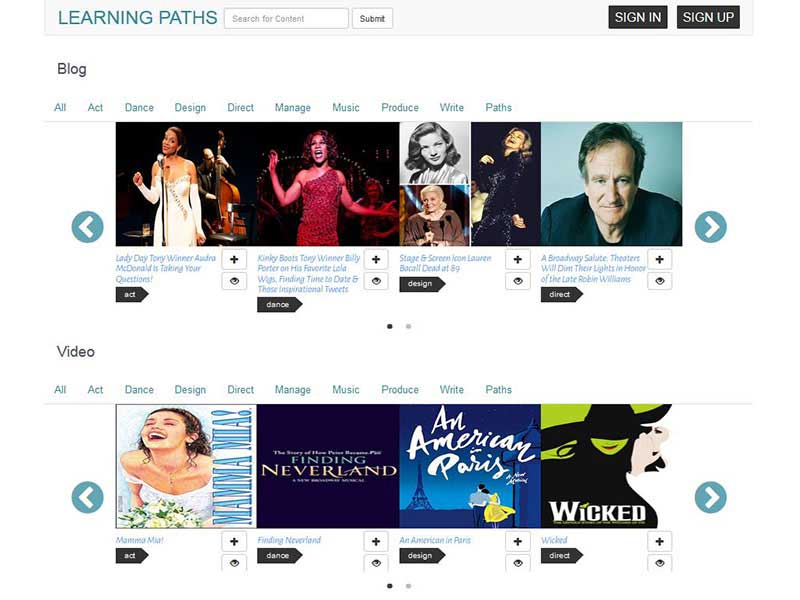 LEARNING PATHS Search for Content Submit SIGN IN SIGN UP
Blog
All Act Dance Design Direct Manage Music Produce Write Paths
Lady Day Tony Winner Audra
McDonald Is Taking Your
Questions!
act
Kinky Boots Tony Winner Billy
Porter on His Favorite Lola
Wigs, Finding Time to Date &
Those Inspirational Tweets
dance
Stage & Screen Icon Lauren
Bacall Dead at 89
design
A Broadway Salute: Theaters
Will Dim Their Lights in Honor
of the Late Robin Williams
direct
Video
All Act Dance Design Direct Manage Music Produce Write Paths
MAMMA MIA!
The Story of How Peter Became Pan
FINDING
NEVERLAND
A NEW BROADWAY MUSICAL
An
American
in
Paris
A New
Musical
WICKED
Mamma Mia!
act
Finding Neverland
dance
An American in Paris
design
Wicked
direct